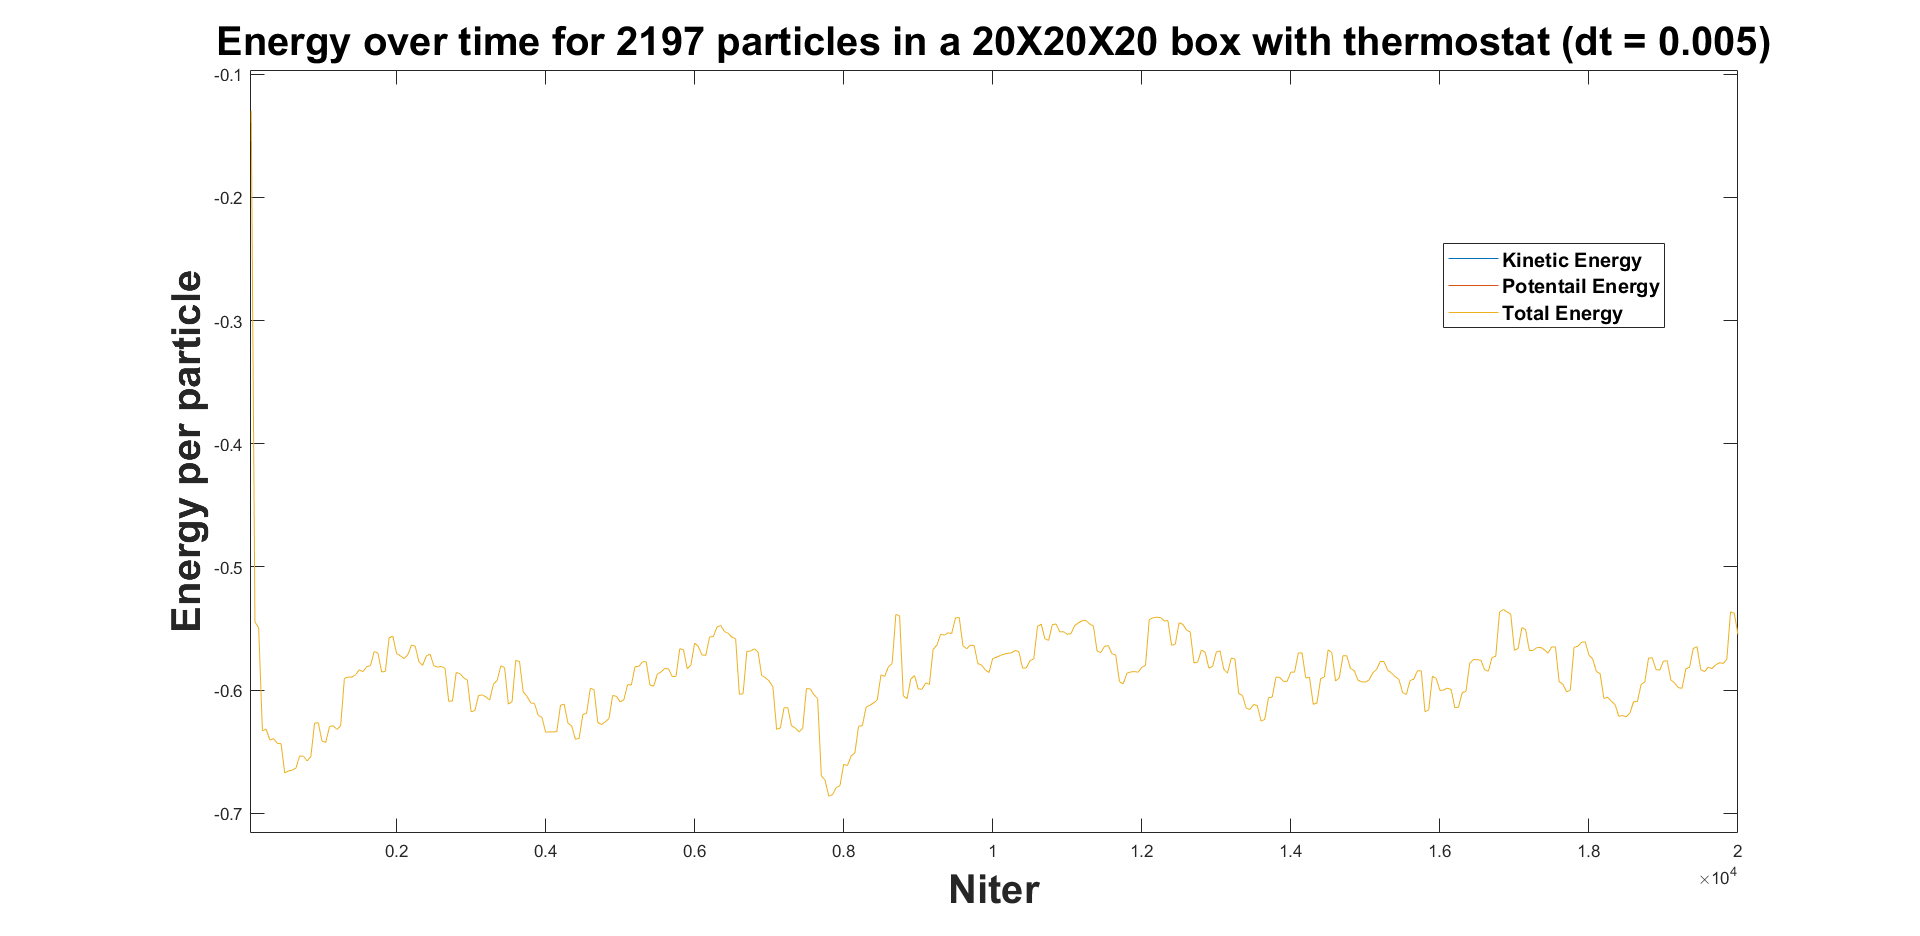 Energy over time for 2197 particles in a 20X20X20 box with thermostat (dt = 0.005)
-0.1
-0.2
-0.3
-0.4
-0.5
-0.6
-0.7
Energy per particle
Kinetic Energy
Potentail Energy
Total Energy
0.2 0.4 0.6 0.8 1 1.2 1.4 1.6 1.8 2
×10^4
Niter